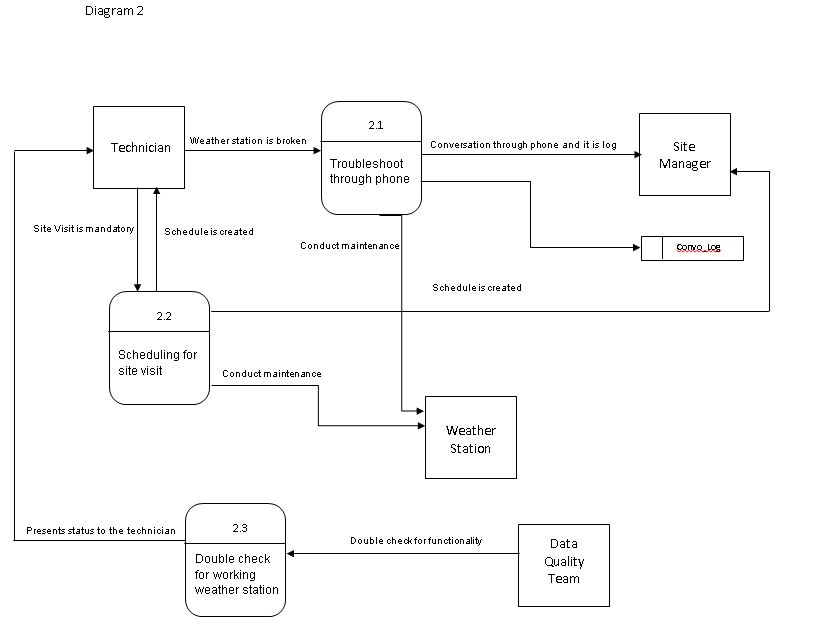 Diagram 2
2.1
Technician
Weather station is broken
Conversation through phone and it is log
Site
Manager
Troubleshoot
through phone
Site Visit is mandatory
Schedule is created
Conduct maintenance
Convo_Log
Schedule is created
2.2
Scheduling for
site visit
Conduct maintenance
Weather
Station
2.3
Presents status to the technician
Double check for functionality
Data
Quality
Team
Double check
for working
weather station